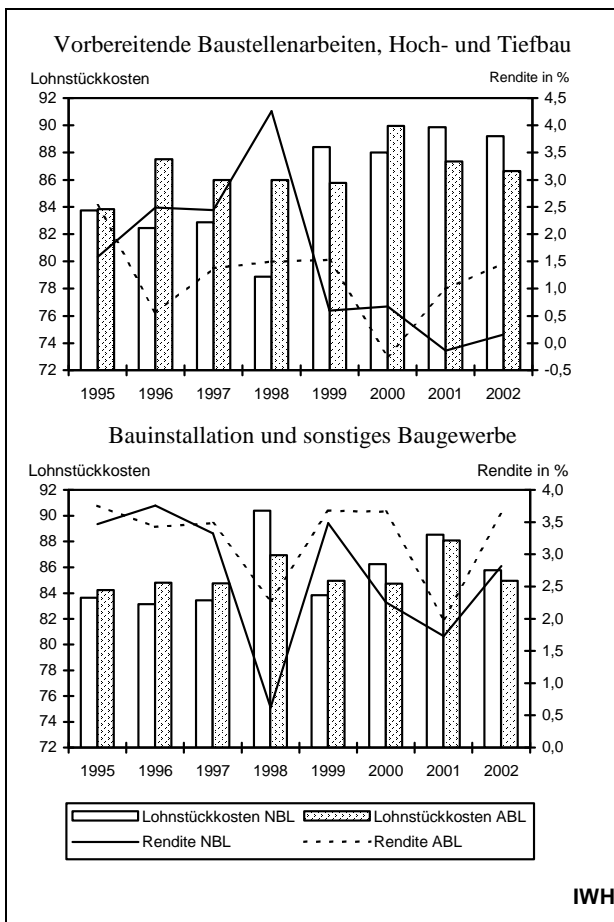 Vorbereitende Baustellenarbeiten, Hoch- und Tiefbau
Lohnstückkosten Rendite in %
92 4,5
90 4,0
88 3,5
86 3,0
84 2,5
82 2,0
80 1,5
78 1,0
76 0,5
74 0,0
72 -0,5
1995 1996 1997 1998 1999 2000 2001 2002
Bauinstallation und sonstiges Baugewerbe
Lohnstückkosten Rendite in %
92 4,0
90 3,5
88 3,0
86 2,5
84 2,0
82 1,5
80 1,0
78 0,5
76 0,0
74
72
1995 1996 1997 1998 1999 2000 2001 2002
Lohnstückkosten NBL Lohnstückkosten ABL
Rendite NBL Rendite ABL
IWH